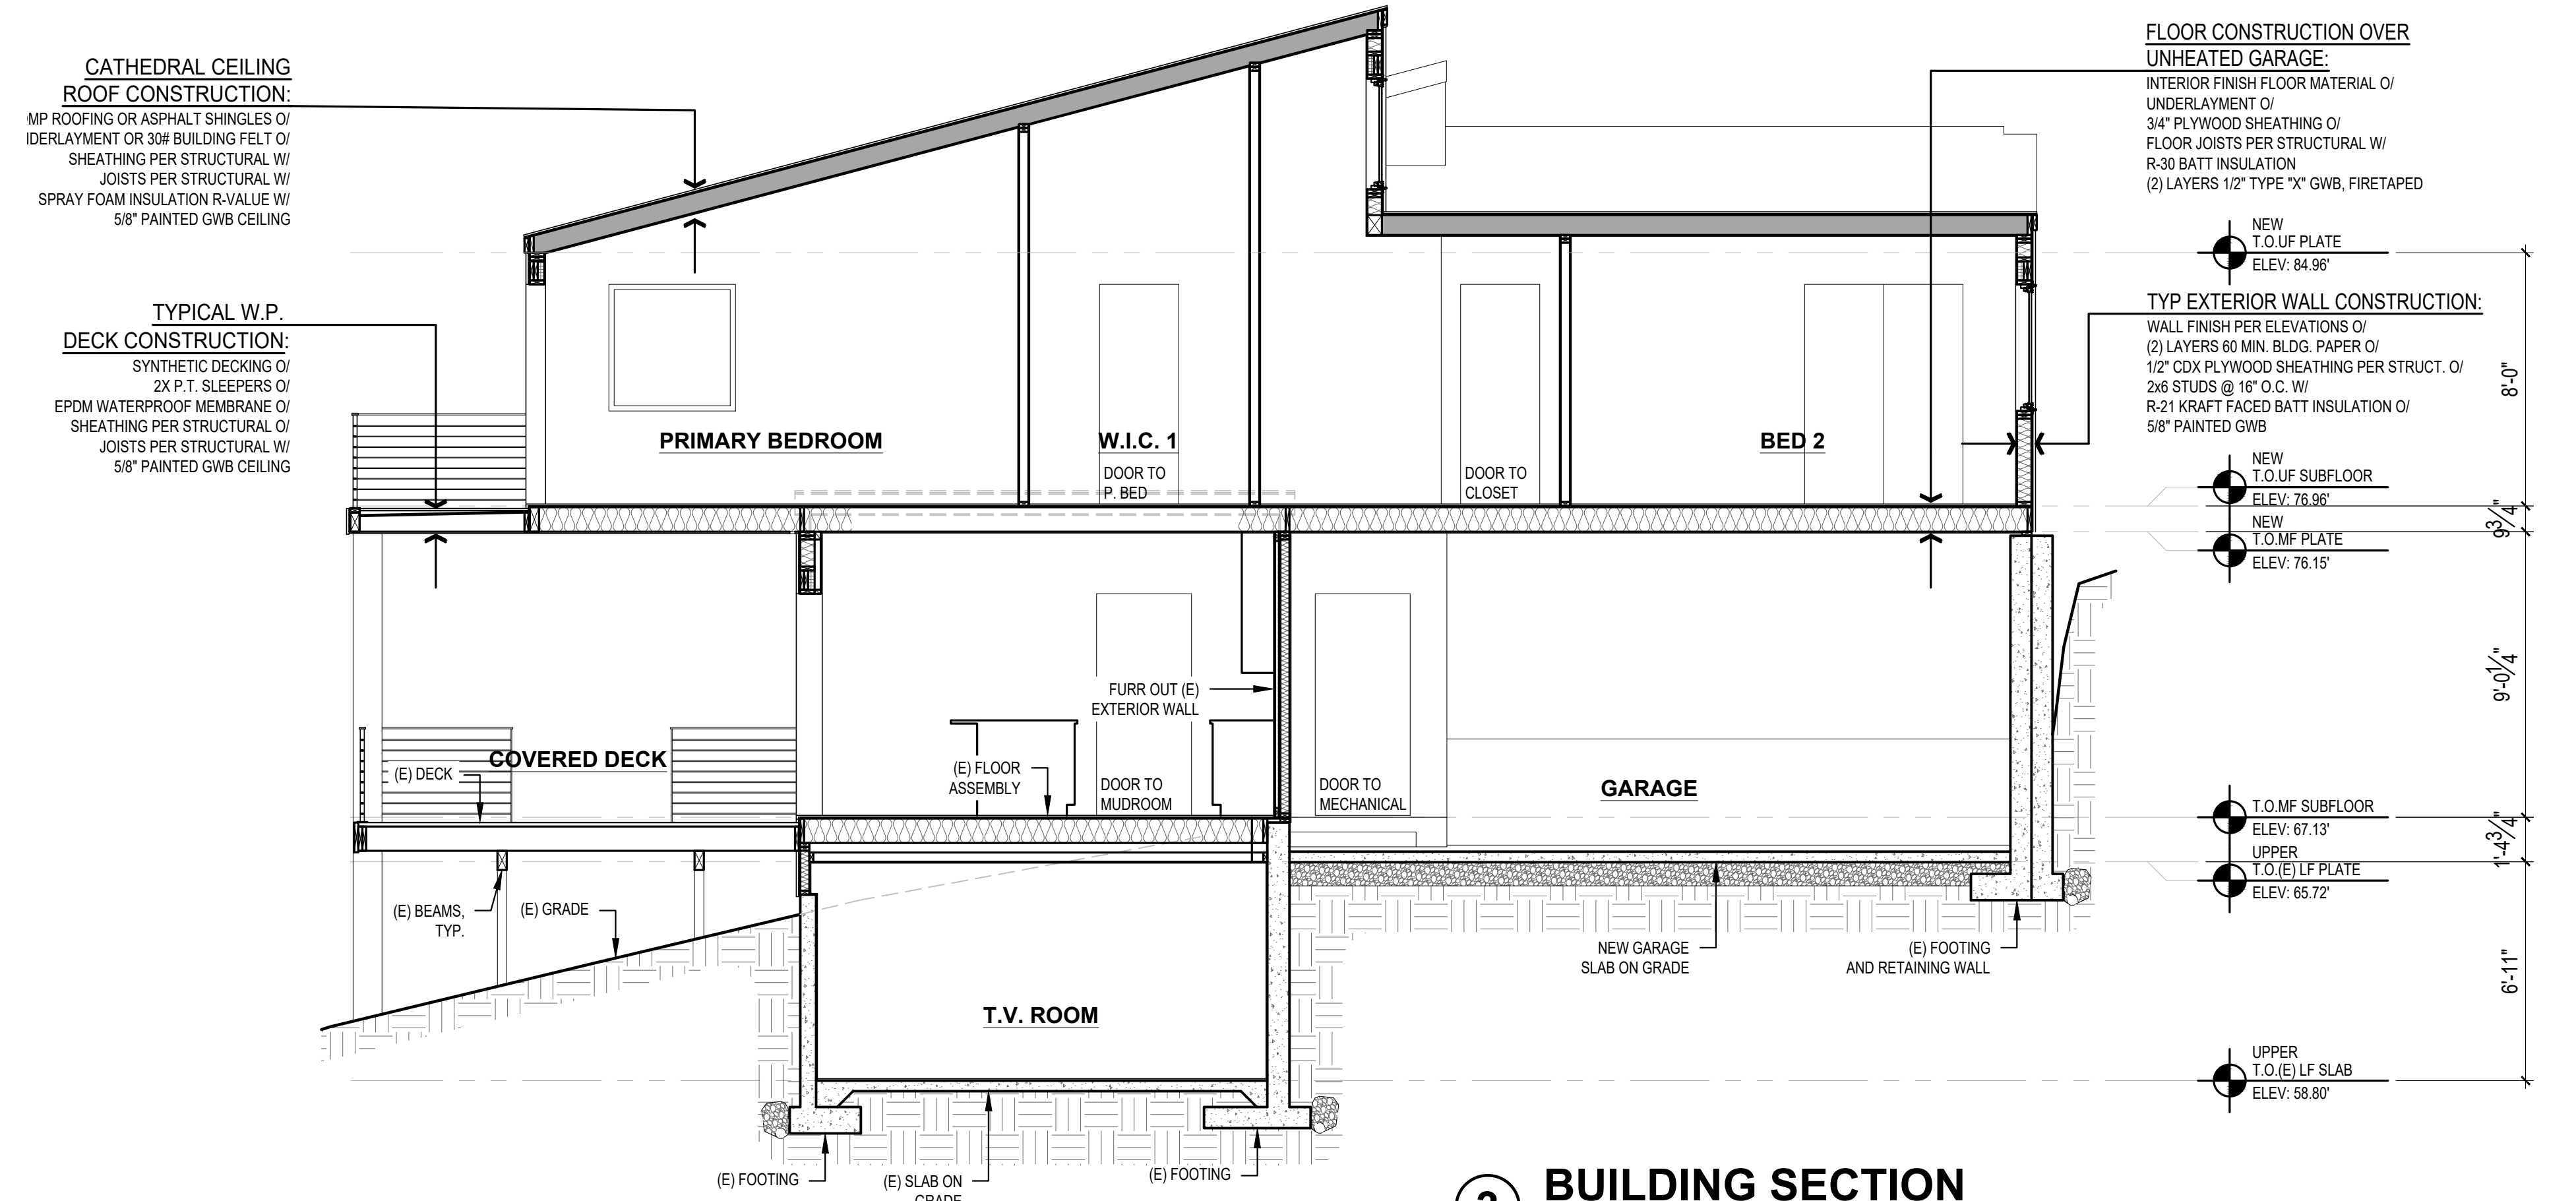 CATHEDRAL CEILING
ROOF CONSTRUCTION:
MP ROOFING OR ASPHALT SHINGLES O/
DERLAYMENT OR 30# BUILDING FELT O/
SHEATHING PER STRUCTURAL W/
JOISTS PER STRUCTURAL W/
SPRAY FOAM INSULATION R-VALUE W/
5/8" PAINTED GWB CEILING
TYPICAL W.P.
DECK CONSTRUCTION:
SYNTHETIC DECKING O/
2X P.T. SLEEPERS O/
EPDM WATERPROOF MEMBRANE O/
SHEATHING PER STRUCTURAL O/
JOISTS PER STRUCTURAL W/
5/8" PAINTED GWB CEILING
FLOOR CONSTRUCTION OVER
UNHEATED GARAGE:
INTERIOR FINISH FLOOR MATERIAL O/
UNDERLAYMENT O/
3/4" PLYWOOD SHEATHING O/
FLOOR JOISTS PER STRUCTURAL W/
R-30 BATT INSULATION
(2) LAYERS 1/2" TYPE "X" GWB, FIRETAPED
NEW
T.O.UF PLATE
ELEV: 84.96'
TYP EXTERIOR WALL CONSTRUCTION:
WALL FINISH PER ELEVATIONS O/
(2) LAYERS 60 MIN. BLDG. PAPER O/
1/2" CDX PLYWOOD SHEATHING PER STRUCT. O/
2x6 STUDS @ 16" O.C. W/
R-21 KRAFT FACED BATT INSULATION O/
5/8" PAINTED GWB
8'-0"
NEW
T.O.UF SUBFLOOR
ELEV: 76.96'
9 3/4"
NEW
T.O.MF PLATE
ELEV: 76.15'
9'-0 1/4"
T.O.MF SUBFLOOR
ELEV: 67.13'
1'-4 3/4"
UPPER
T.O.(E) LF PLATE
ELEV: 65.72'
6'-11"
UPPER
T.O.(E) LF SLAB
ELEV: 58.80'
PRIMARY BEDROOM
W.I.C. 1
DOOR TO
P. BED
DOOR TO
CLOSET
BED 2
COVERED DECK
(E) DECK
(E) FLOOR
ASSEMBLY
FURR OUT (E)
EXTERIOR WALL
DOOR TO
MUDROOM
DOOR TO
MECHANICAL
GARAGE
(E) BEAMS,
TYP.
(E) GRADE
NEW GARAGE
SLAB ON GRADE
(E) FOOTING
AND RETAINING WALL
T.V. ROOM
(E) FOOTING
(E) SLAB ON
GRADE
(E) FOOTING
BUILDING SECTION